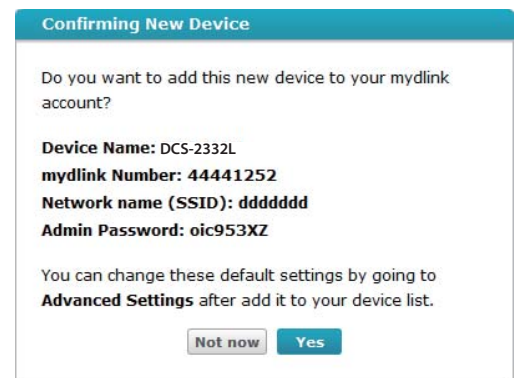 Confirming New Device
Do you want to add this new device to your mydlink
account?
Device Name: DCS-2332L
mydlink Number: 44441252
Network name (SSID): ddddddd
Admin Password: oic953XZ
You can change these default settings by going to
Advanced Settings after add it to your device list.
Not now Yes